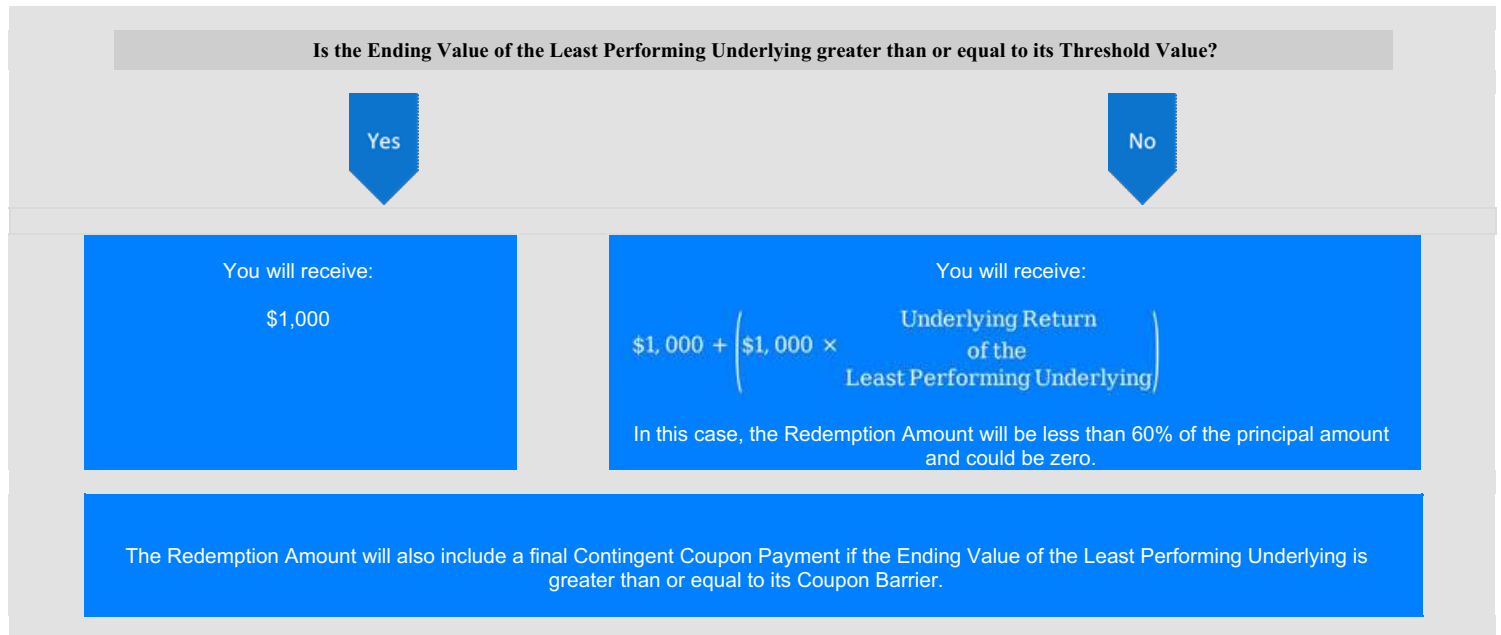 Is the Ending Value of the Least Performing Underlying greater than or equal to its Threshold Value?
Yes
No
You will receive:
$1,000
You will receive:
$1,000 + ($1,000 × Underlying Return
of the
Least Performing Underlying)
In this case, the Redemption Amount will be less than 60% of the principal amount
and could be zero.
The Redemption Amount will also include a final Contingent Coupon Payment if the Ending Value of the Least Performing Underlying is
greater than or equal to its Coupon Barrier.